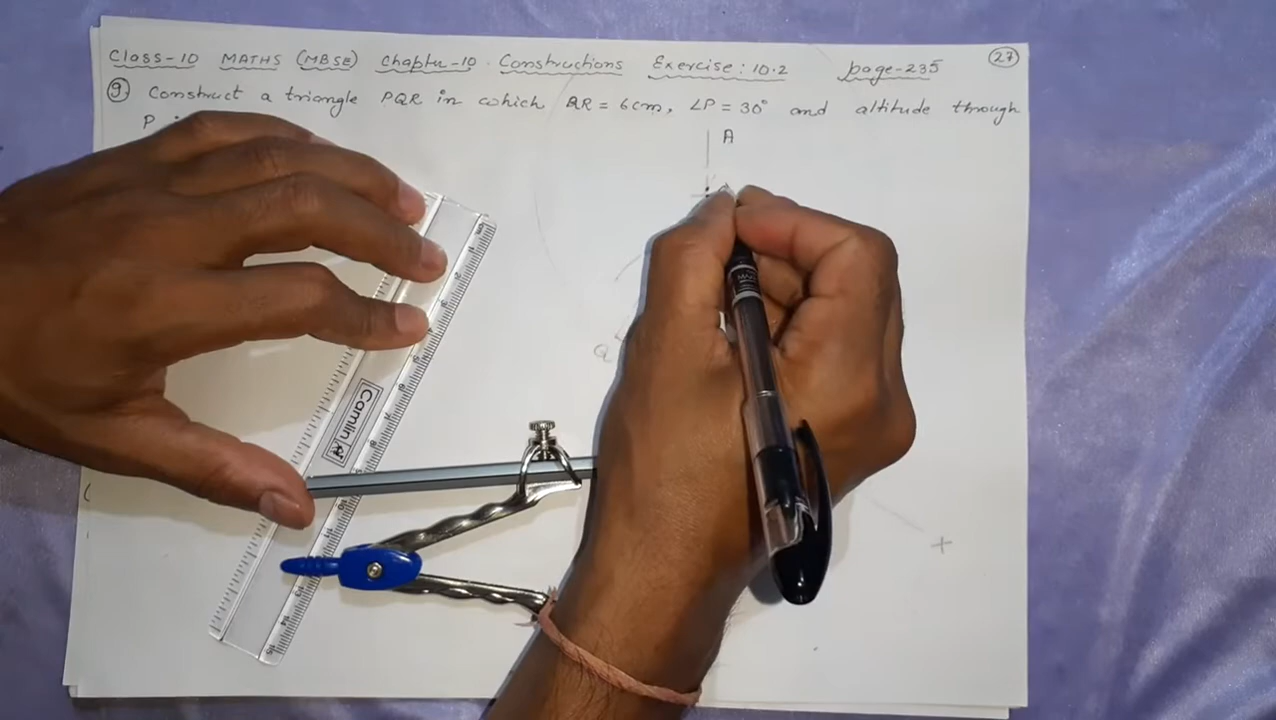 Class-10 MATHS (MBSE) Chapter-10 Constructions Exercise: 10.2 page-235 27
9. Construct a triangle PQR in which QR = 6cm, ∠P = 30° and altitude through
P
A
Q
Camlin